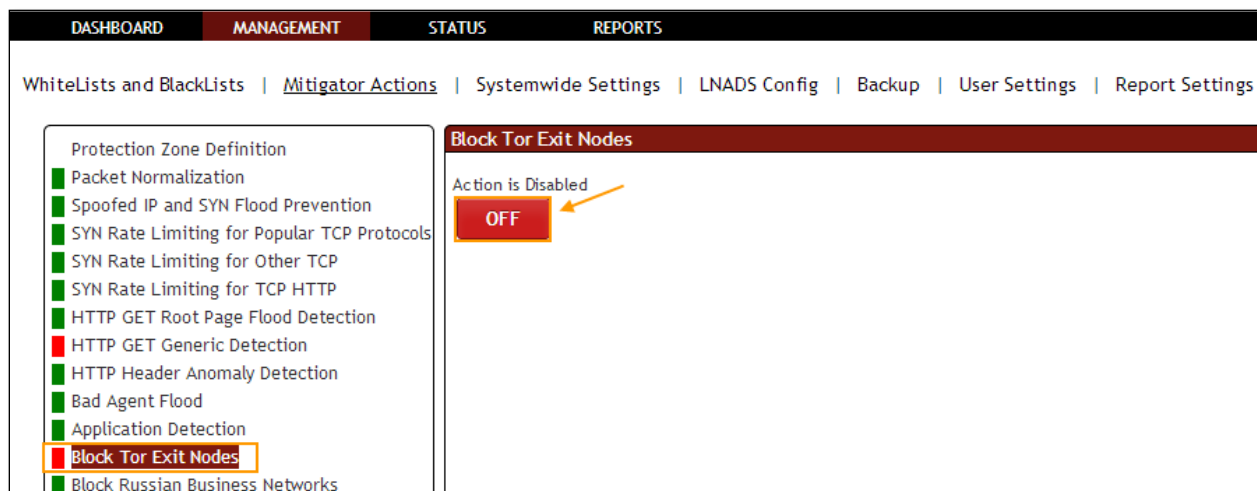 DASHBOARD MANAGEMENT STATUS REPORTS
WhiteLists and BlackLists | Mitigator Actions | Systemwide Settings | LNADS Config | Backup | User Settings | Report Settings
Protection Zone Definition
Packet Normalization
Spoofed IP and SYN Flood Prevention
SYN Rate Limiting for Popular TCP Protocols
SYN Rate Limiting for Other TCP
SYN Rate Limiting for TCP HTTP
HTTP GET Root Page Flood Detection
HTTP GET Generic Detection
HTTP Header Anomaly Detection
Bad Agent Flood
Application Detection
Block Tor Exit Nodes
Block Russian Business Networks
Block Tor Exit Nodes
Action is Disabled
OFF